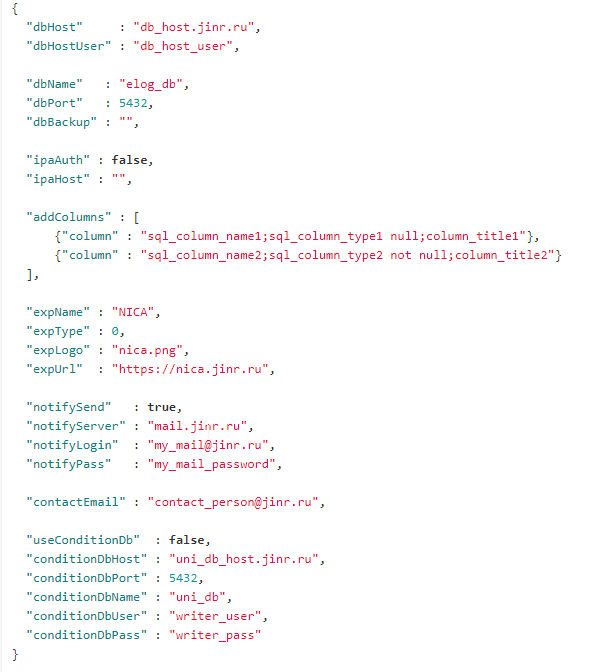 {
"dbHost" : "db_host.jinr.ru",
"dbHostUser" : "db_host_user",
"dbName" : "elog_db",
"dbPort" : 5432,
"dbBackup" : "",
"ipaAuth" : false,
"ipaHost" : "",
"addColumns" : [
{"column" : "sql_column_name1;sql_column_type1 null;column_title1"},
{"column" : "sql_column_name2;sql_column_type2 not null;column_title2"}
],
"expName" : "NICA",
"expType" : 0,
"expLogo" : "nica.png",
"expUrl" : "https://nica.jinr.ru",
"notifySend" : true,
"notifyServer" : "mail.jinr.ru",
"notifyLogin" : "my_mail@jinr.ru",
"notifyPass" : "my_mail_password",
"contactEmail" : "contact_person@jinr.ru",
"useConditionDb" : false,
"conditionDbHost" : "uni_db_host.jinr.ru",
"conditionDbPort" : 5432,
"conditionDbName" : "uni_db",
"conditionDbUser" : "writer_user",
"conditionDbPass" : "writer_pass"
}